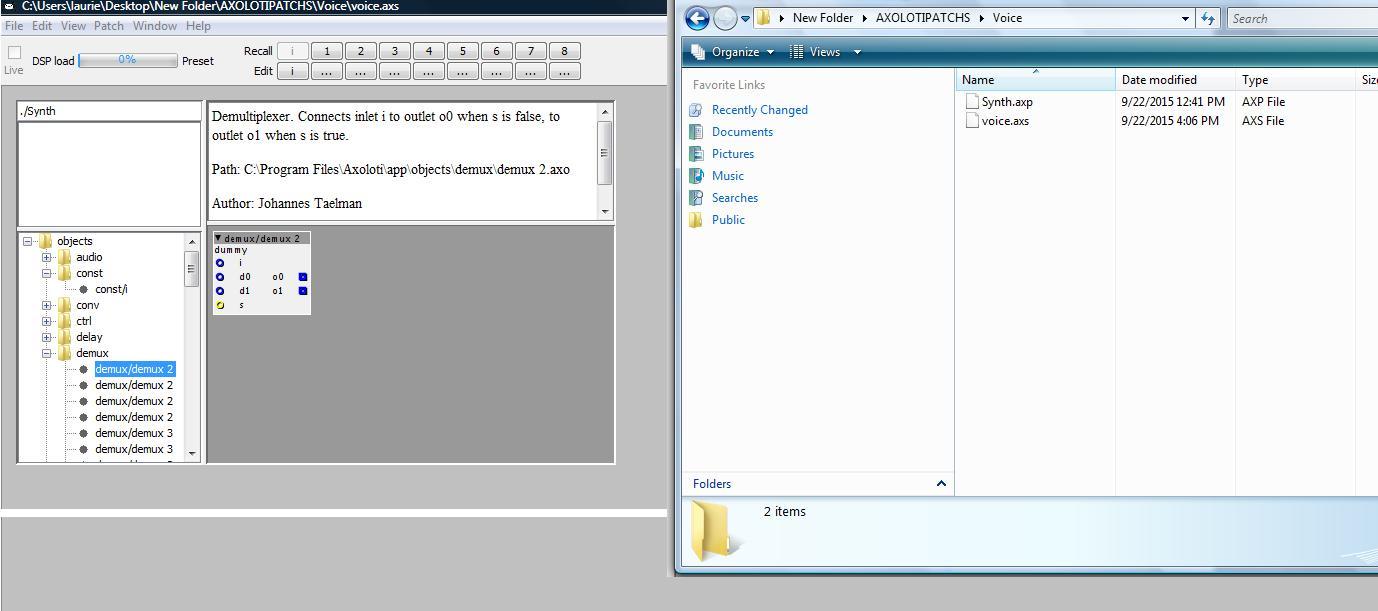 C:\Users\laurie\Desktop\New Folder\AXOLOTIPATCHS\Voice\voice.axs
File Edit View Patch Window Help
Live
DSP load 0% Preset
Recall i 1 2 3 4 5 6 7 8
Edit i ... ... ... ... ... ... ... ...
./Synth
Demultiplexer. Connects inlet i to outlet o0 when s is false, to
outlet o1 when s is true.
Path: C:\Program Files\Axoloti\app\objects\demux\demux 2.axo
Author: Johannes Taelman
objects
audio
const
const/i
conv
ctrl
delay
demux
demux/demux 2
demux/demux 2
demux/demux 2
demux/demux 2
demux/demux 3
demux/demux 3
demux/demux 2
dummy
i
d0 o0
d1 o1
s
New Folder AXOLOTIPATCHS Voice
Search
Organize Views
Favorite Links
Recently Changed
Documents
Pictures
Music
Searches
Public
Folders
Name Date modified Type
Synth.axp 9/22/2015 12:41 PM AXP File
voice.axs 9/22/2015 4:06 PM AXS File
2 items